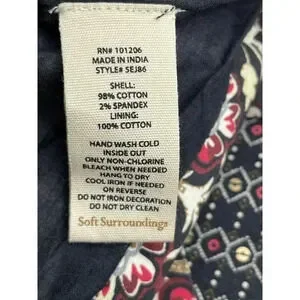 RN# 101206
MADE IN INDIA
STYLE# 5EJ86
SHELL:
98% COTTON
2% SPANDEX
LINING:
100% COTTON
HAND WASH COLD
INSIDE OUT
ONLY NON-CHLORINE
BLEACH WHEN NEEDED
HANG TO DRY
COOL IRON IF NEEDED
ON REVERSE
DO NOT IRON DECORATION
DO NOT DRY CLEAN
Soft Surroundings